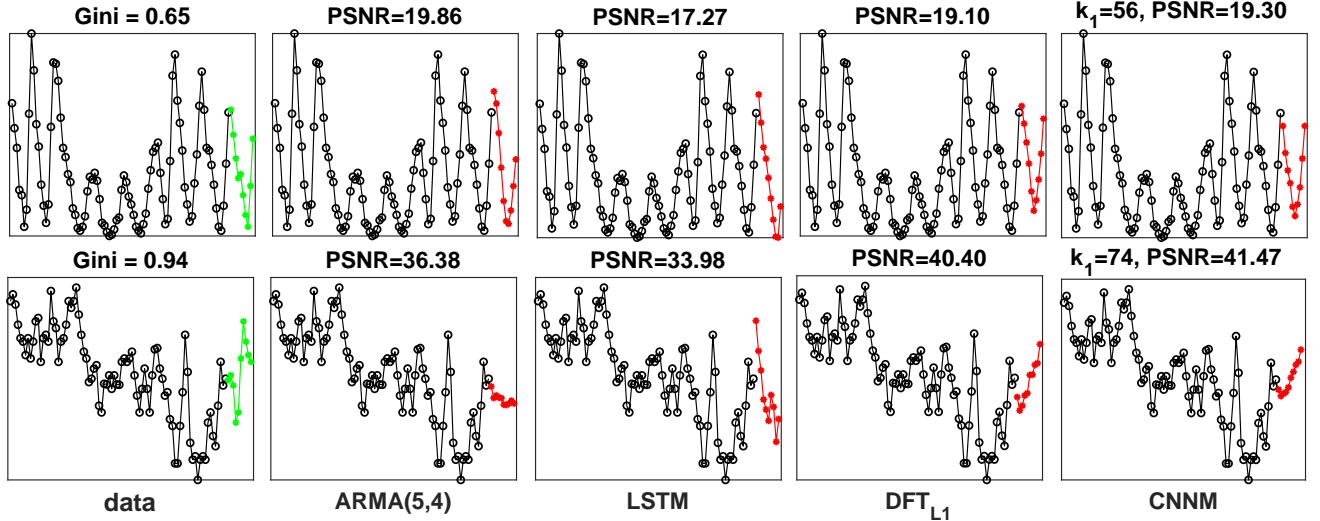 Gini = 0.65 PSNR=19.86 PSNR=17.27 PSNR=19.10 k1=56, PSNR=19.30
Gini = 0.94 PSNR=36.38 PSNR=33.98 PSNR=40.40 k1=74, PSNR=41.47
data ARMA(5,4) LSTM DFTL1 CNNM